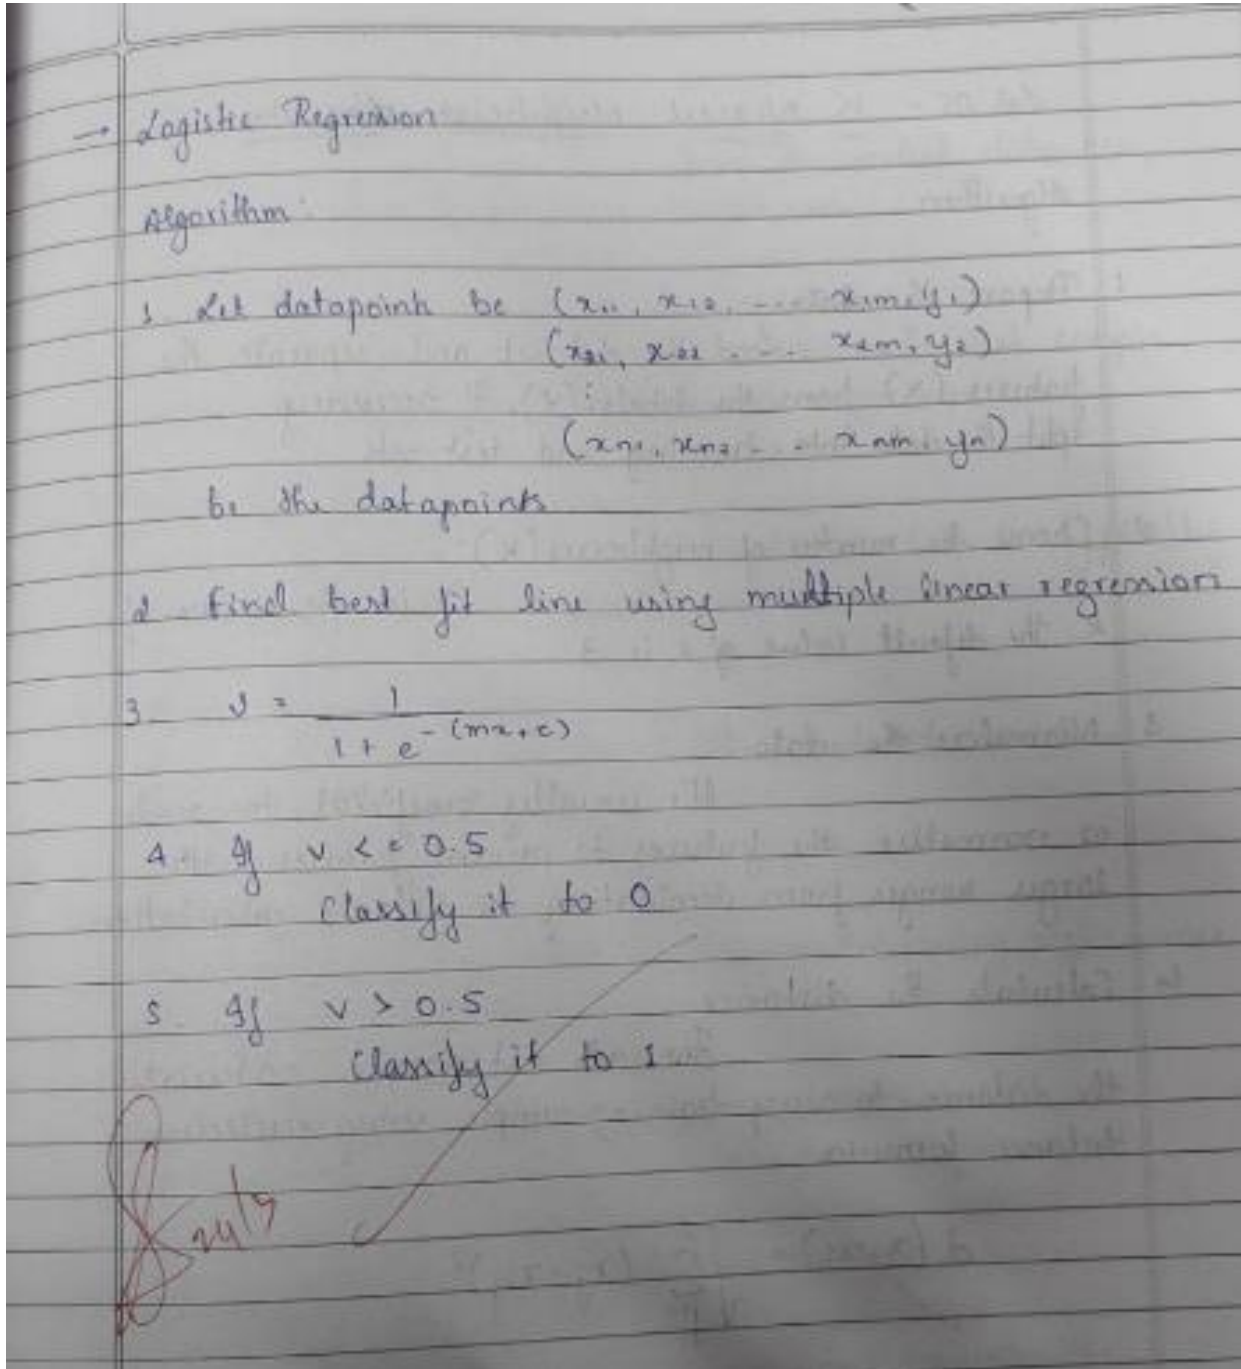 → Logistic Regression
Algorithm:
1 Let datapoint be (x₁₁, x₁₂, --- x₁m, y₁)
(x₂₁, x₂₂ - -- x₂m, y₂)
(xn₁, xn₂ - - - xnm, yn)
be the datapoints
2 Find best fit line using multiple linear regression
3 v = 1 / (1 + e^-(mx+c))
4 If v <= 0.5
Classify it to 0
5. If v > 0.5
Classify it to 1
24/9